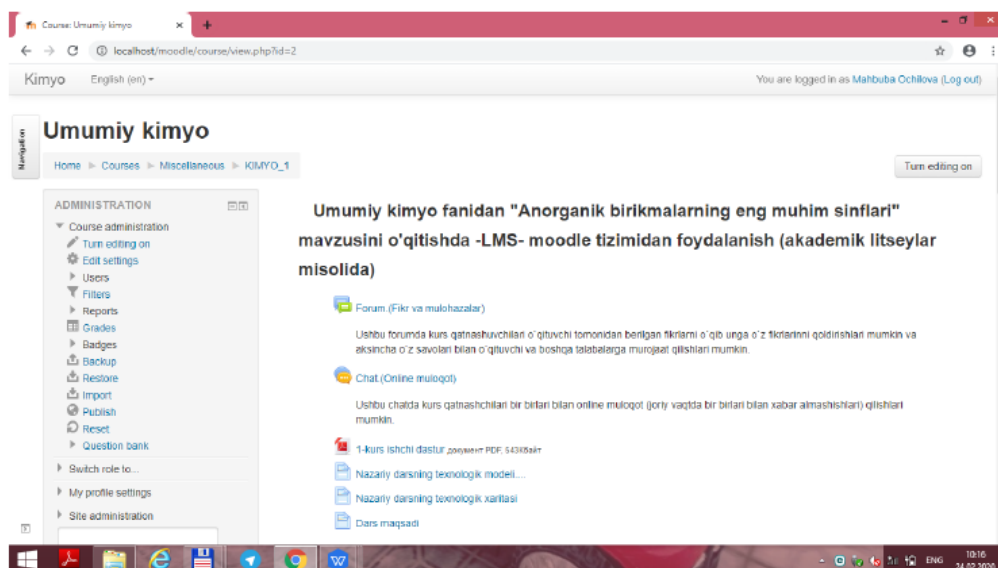 Course: Umumiy kimyo
localhost/moodle/course/view.php?id=2
Kimyo English (en)
You are logged in as Mahbuba Ochilova (Log out)
Navigation
Umumiy kimyo
Home Courses Miscellaneous KIMYO_1
Turn editing on
ADMINISTRATION
Course administration
Turn editing on
Edit settings
Users
Filters
Reports
Grades
Badges
Backup
Restore
Import
Publish
Reset
Question bank
Switch role to...
My profile settings
Site administration
Umumiy kimyo fanidan "Anorganik birikmalarning eng muhim sinflari"
mavzusini o'qitishda -LMS- moodle tizimidan foydalanish (akademik litseylar
misolida)
Forum.(Fikr va mulohazalar)
Ushbu forumda kurs qatnashuvchilari o`qituvchi tomonidan berilgan fikrlarni o`qib unga o`z fikrlarinni qoldirishlari mumkin va
aksincha o`z savolari bilan o`qituvchi va boshqa talabalarga murojaat qilishlari mumkin.
Chat.(Online muloqot)
Ushbu chatda kurs qatnashchilari bir birlari bilan online muloqot (joriy vaqtda bir birlari bilan xabar almashishlari) qilishlari
mumkin.
1-kurs ishchi dastur документ PDF, 543Кбайт
Nazariy darsning texnologik modeli....
Nazariy darsning texnologik xaritasi
Dars maqsadi
ENG
10:16
24.02.2020